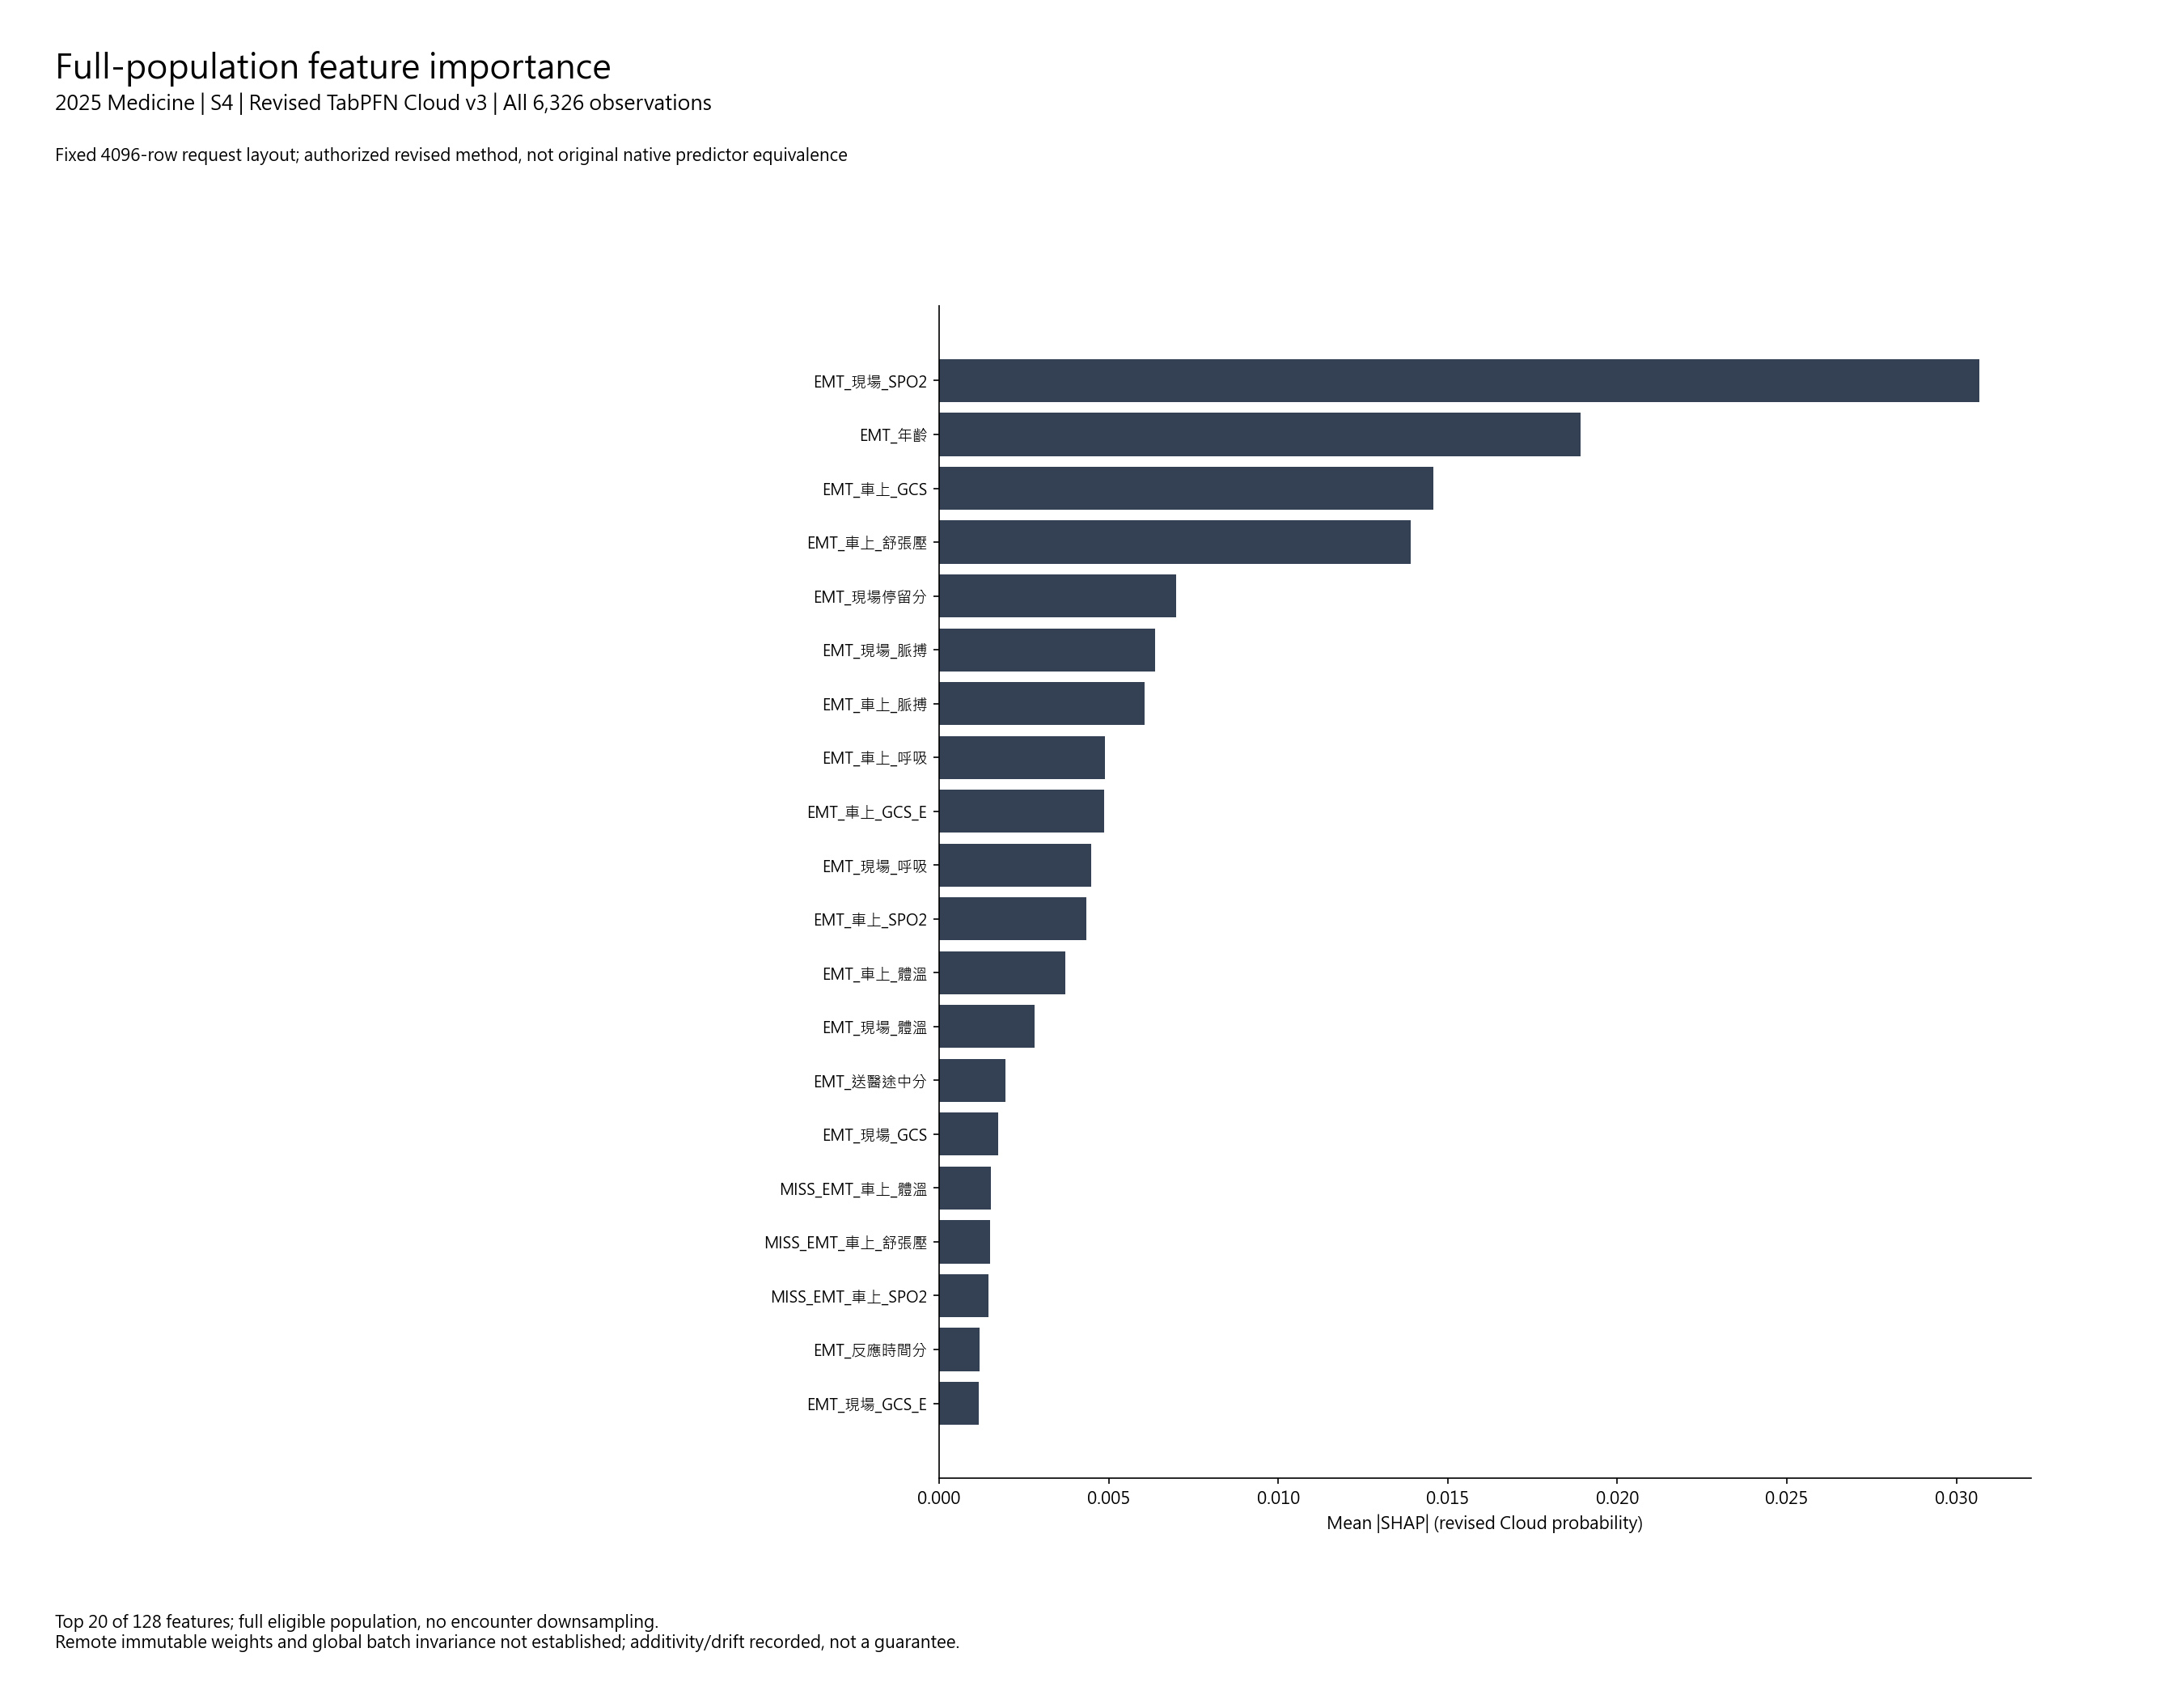 Full-population feature importance
2025 Medicine | S4 | Revised TabPFN Cloud v3 | All 6,326 observations
Fixed 4096-row request layout; authorized revised method, not original native predictor equivalence
EMT_現場_SPO2
EMT_年齡
EMT_車上_GCS
EMT_車上_舒張壓
EMT_現場停留分
EMT_現場_脈搏
EMT_車上_脈搏
EMT_車上_呼吸
EMT_車上_GCS_E
EMT_現場_呼吸
EMT_車上_SPO2
EMT_車上_體溫
EMT_現場_體溫
EMT_送醫途中分
EMT_現場_GCS
MISS_EMT_車上_體溫
MISS_EMT_車上_舒張壓
MISS_EMT_車上_SPO2
EMT_反應時間分
EMT_現場_GCS_E
0.000 0.005 0.010 0.015 0.020 0.025 0.030
Mean |SHAP| (revised Cloud probability)
Top 20 of 128 features; full eligible population, no encounter downsampling.
Remote immutable weights and global batch invariance not established; additivity/drift recorded, not a guarantee.